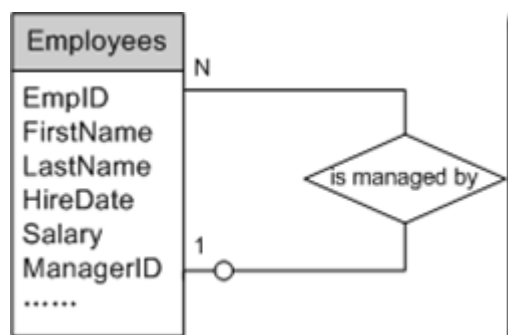 Employees
EmpID
FirstName
LastName
HireDate
Salary
ManagerID
......
N
is managed by
1